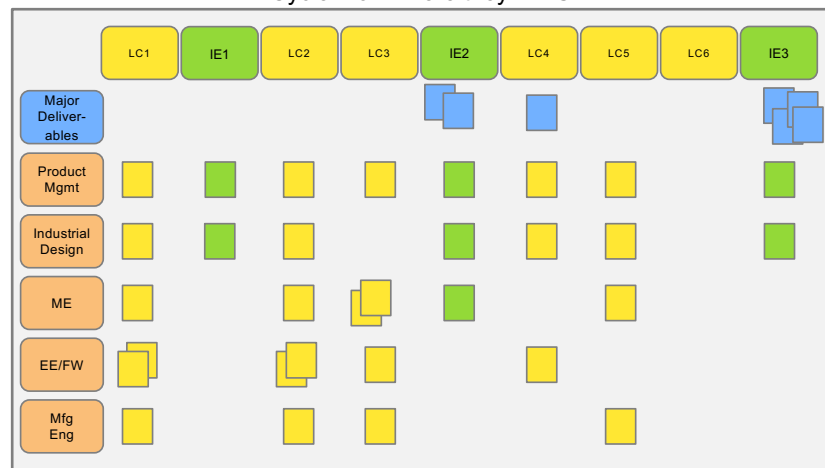 LC1 IE1 LC2 LC3 IE2 LC4 LC5 LC6 IE3
Major
Deliver-
ables
Product
Mgmt
Industrial
Design
ME
EE/FW
Mfg
Eng